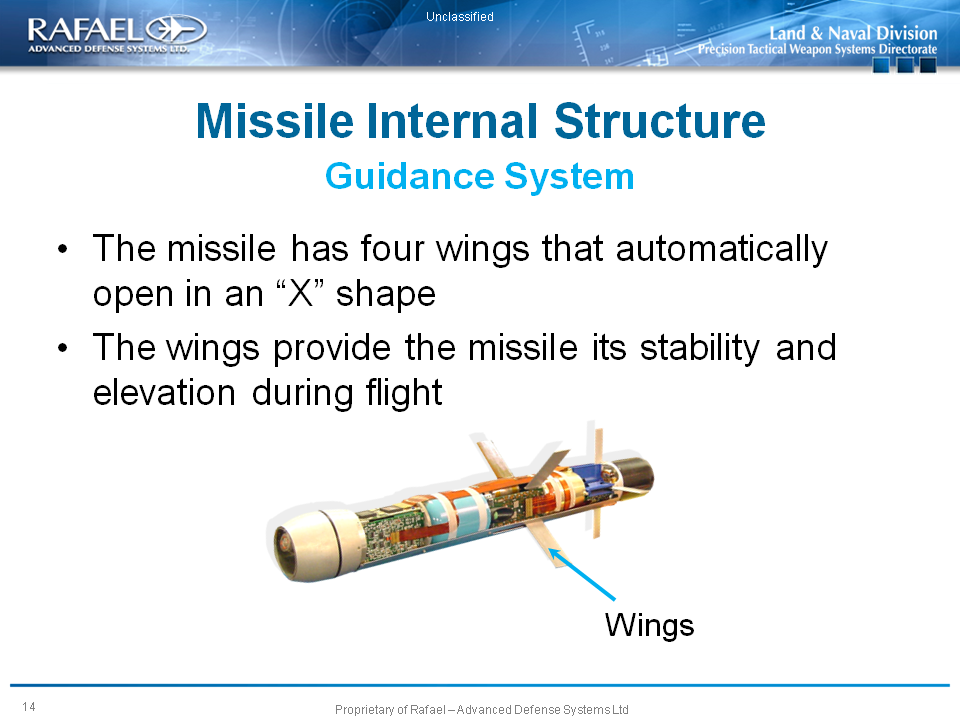 Unclassified
RAFAEL
ADVANCED DEFENSE SYSTEMS LTD.
Land & Naval Division
Precision Tactical Weapon Systems Directorate
Missile Internal Structure
Guidance System
• The missile has four wings that automatically
open in an “X” shape
• The wings provide the missile its stability and
elevation during flight
Wings
14
Proprietary of Rafael – Advanced Defense Systems Ltd